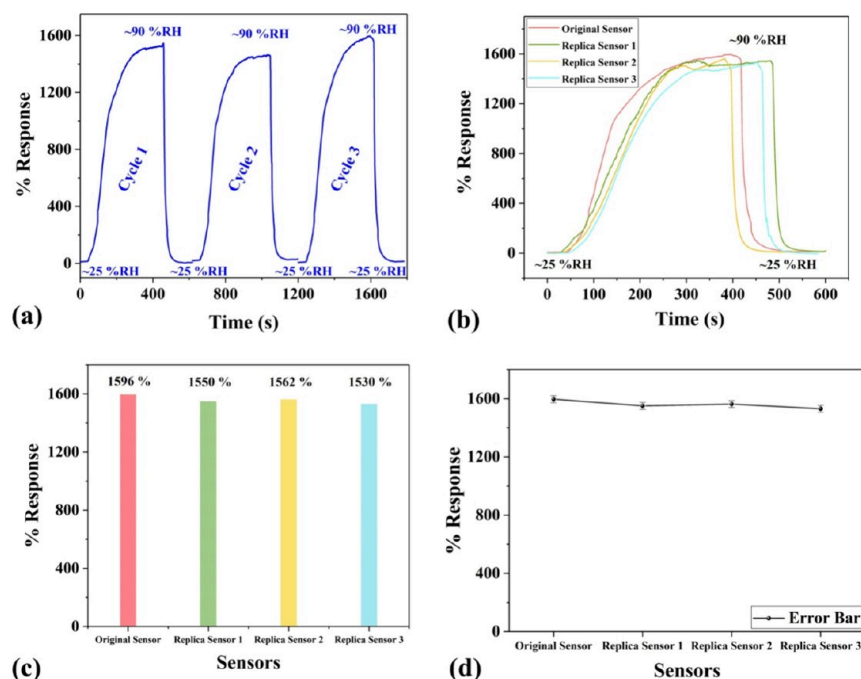 1600
1200
800
400
0
0
400
800
1200
1600
% Response
Time (s)
~90 %RH
~90 %RH
~90 %RH
Cycle 1
Cycle 2
Cycle 3
~25 %RH
~25 %RH
~25 %RH
~25 %RH
(a)
2000
1600
1200
800
400
0
0
100
200
300
400
500
600
% Response
Time (s)
Original Sensor
Replica Sensor 1
Replica Sensor 2
Replica Sensor 3
~90 %RH
~25 %RH
~25 %RH
(b)
1600
1200
800
400
0
% Response
1596 %
1550 %
1562 %
1530 %
Original Sensor
Replica Sensor 1
Replica Sensor 2
Replica Sensor 3
Sensors
(c)
1600
1200
800
400
0
% Response
Error Bar
Original Sensor
Replica Sensor 1
Replica Sensor 2
Replica Sensor 3
Sensors
(d)